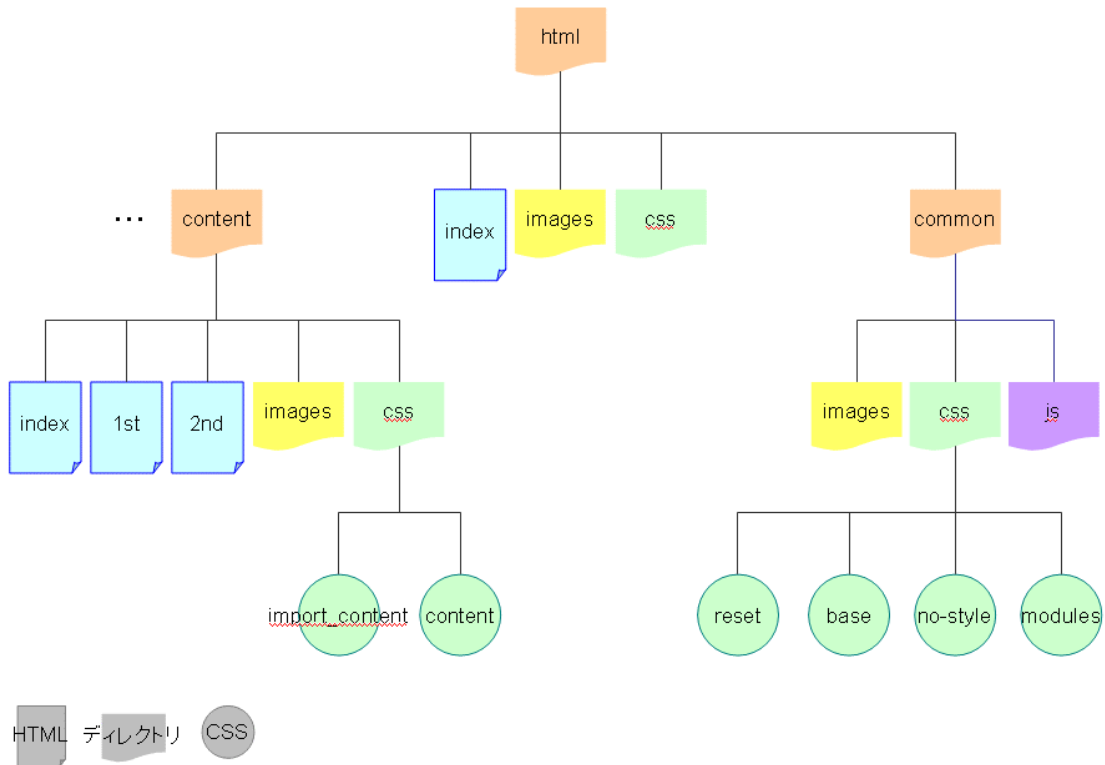 html
…
content
index
images
css
common
index
1st
2nd
images
css
images
css
js
import_content
content
reset
base
no-style
modules
HTML
ディレクトリ
CSS